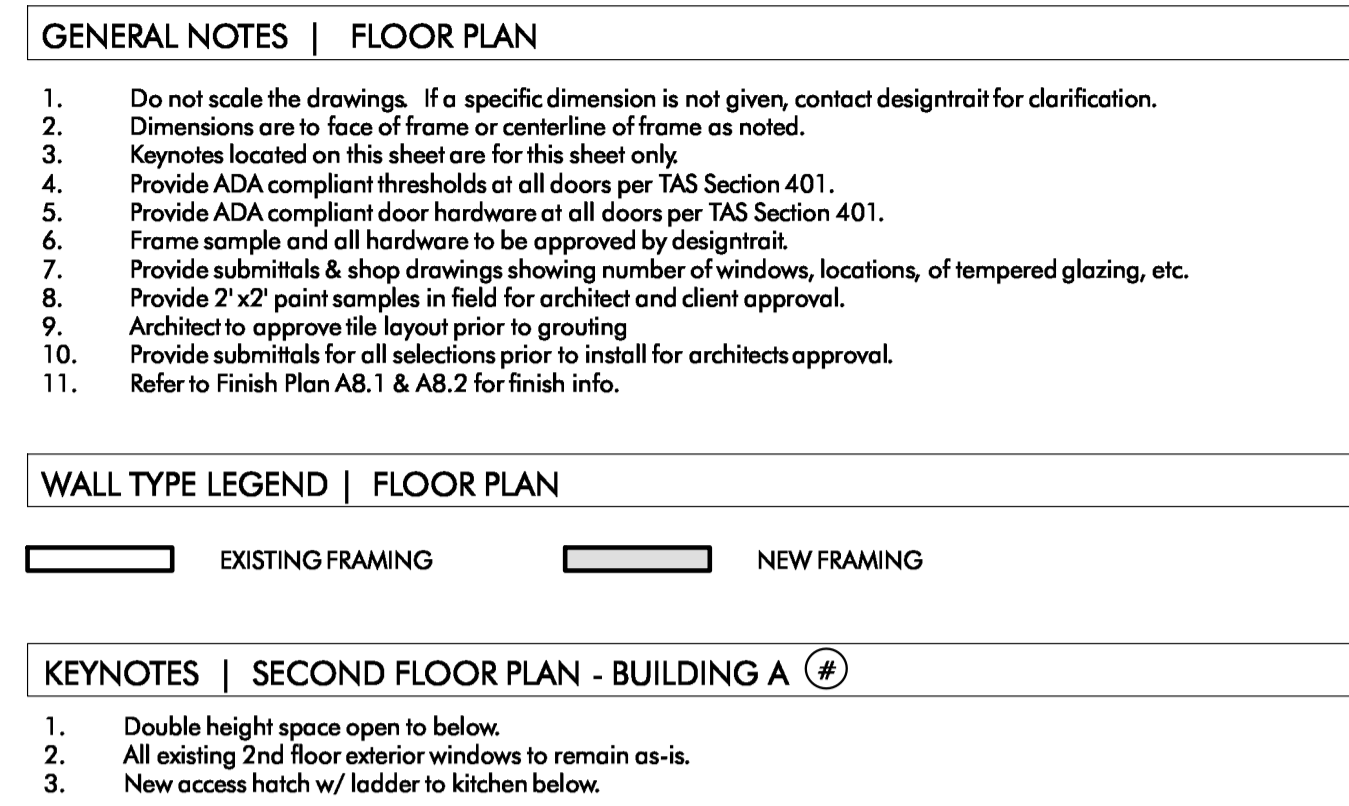 GENERAL NOTES | FLOOR PLAN
1. Do not scale the drawings. If a specific dimension is not given, contact designtrait for clarification.
2. Dimensions are to face of frame or centerline of frame as noted.
3. Keynotes located on this sheet are for this sheet only.
4. Provide ADA compliant thresholds at all doors per TAS Section 401.
5. Provide ADA compliant door hardware at all doors per TAS Section 401.
6. Frame sample and all hardware to be approved by designtrait.
7. Provide submittals & shop drawings showing number of windows, locations, of tempered glazing, etc.
8. Provide 2' x2' paint samples in field for architect and client approval.
9. Architect to approve tile layout prior to grouting
10. Provide submittals for all selections prior to install for architects approval.
11. Refer to Finish Plan A8.1 & A8.2 for finish info.
WALL TYPE LEGEND | FLOOR PLAN
EXISTING FRAMING NEW FRAMING
KEYNOTES | SECOND FLOOR PLAN - BUILDING A #
1. Double height space open to below.
2. All existing 2nd floor exterior windows to remain as-is.
3. New access hatch w/ ladder to kitchen below.